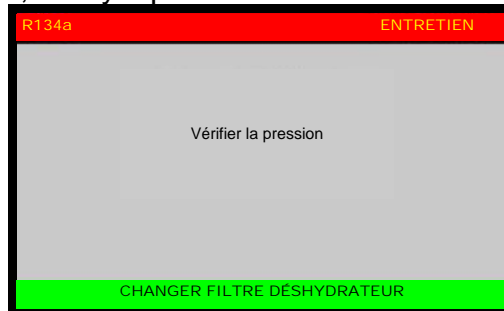 R134a ENTRETIEN
Vérifier la pression
CHANGER FILTRE DÉSHYDRATEUR